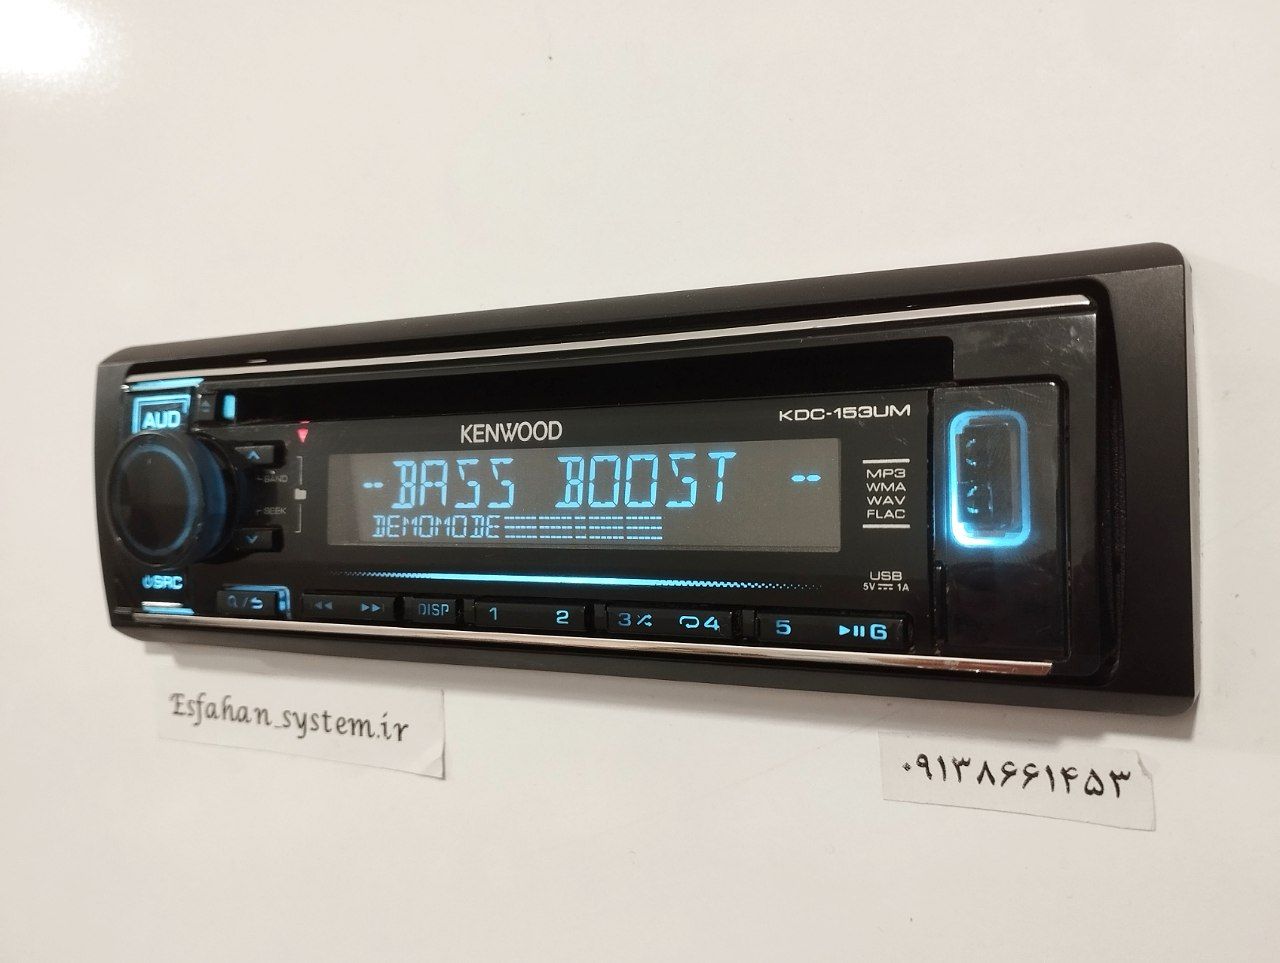 KDC-153UM
AUD
KENWOOD
BAND
SEEK
-BASS BOOST --
DEMOMODE
MP3
WMA
WAV
FLAC
SRC
USB
5V 1A
DISP 1 2 3 4 5 6
Esfahan_system.ir
۰۹۱۳۸۶۶۱۴۵۳